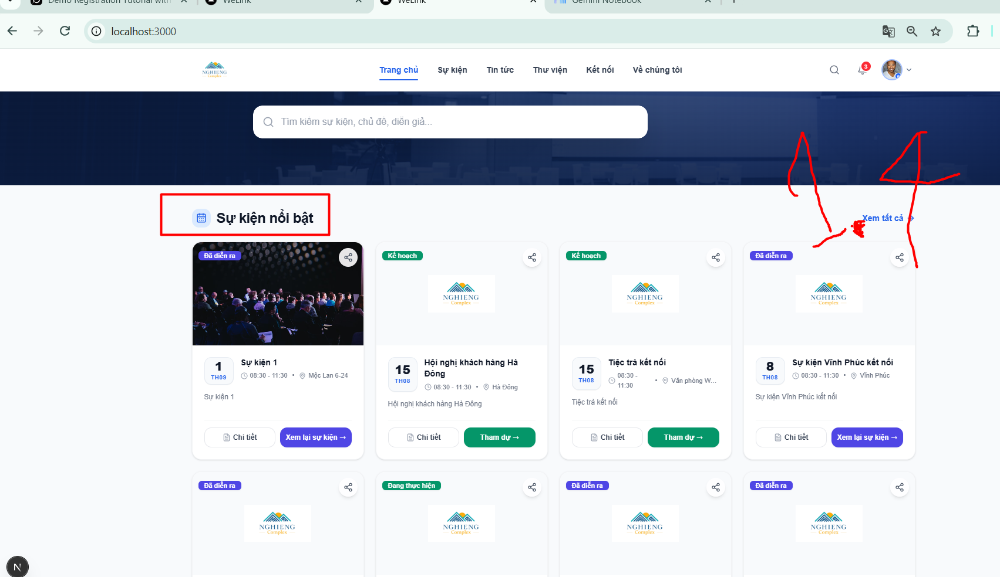 WeLink
WeLink
Gemini Notebook
localhost:3000
NGHIENG
Complex
Trang chủ
Sự kiện
Tin tức
Thư viện
Kết nối
Về chúng tôi
3
Tìm kiếm sự kiện, chủ đề, diễn giả...
1.4
Sự kiện nổi bật
Xem tất cả →
Đã diễn ra
Kế hoạch
Kế hoạch
Đã diễn ra
NGHIENG
Complex
NGHIENG
Complex
NGHIENG
Complex
1
TH09
Sự kiện 1
08:30 - 11:30 • Mộc Lan 6-24
Sự kiện 1
15
TH08
Hội nghị khách hàng Hà
Đông
08:30 - 11:30 • Hà Đông
Hội nghị khách hàng Hà Đông
15
TH08
Tiệc trà kết nối
08:30 -
11:30
• Văn phòng W...
Tiệc trà kết nối
8
TH08
Sự kiện Vĩnh Phúc kết nối
08:30 - 11:30 • Vĩnh Phúc
Sự kiện Vĩnh Phúc kết nối
Chi tiết
Xem lại sự kiện →
Chi tiết
Tham dự →
Chi tiết
Tham dự →
Chi tiết
Xem lại sự kiện →
Đã diễn ra
Đang thực hiện
Đã diễn ra
Đã diễn ra
NGHIENG
Complex
NGHIENG
Complex
NGHIENG
Complex
NGHIENG
Complex
N